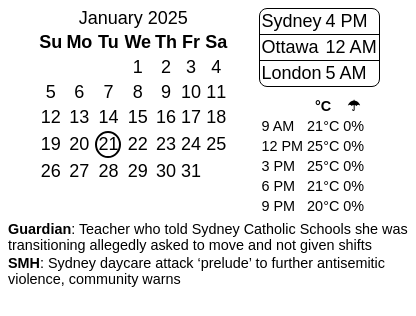 January 2025
Su Mo Tu We Th Fr Sa
1 2 3 4
5 6 7 8 9 10 11
12 13 14 15 16 17 18
19 20 21 22 23 24 25
26 27 28 29 30 31
Sydney 4 PM
Ottawa 12 AM
London 5 AM
°C ☂
9 AM 21°C 0%
12 PM 25°C 0%
3 PM 25°C 0%
6 PM 21°C 0%
9 PM 20°C 0%
Guardian: Teacher who told Sydney Catholic Schools she was
transitioning allegedly asked to move and not given shifts
SMH: Sydney daycare attack ‘prelude’ to further antisemitic
violence, community warns